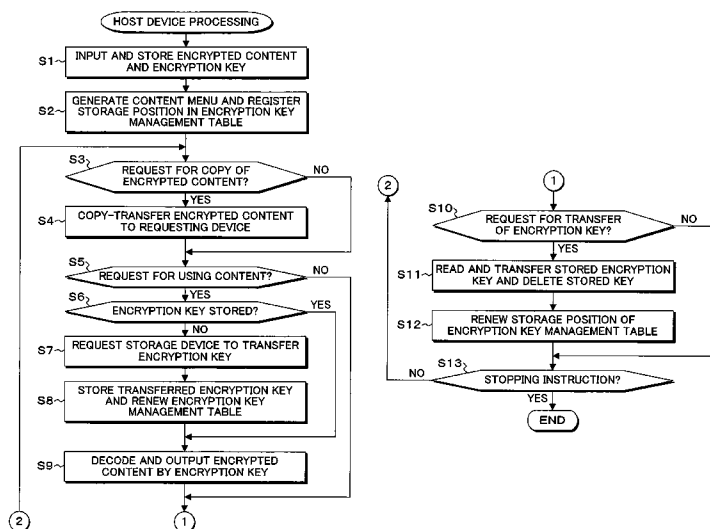 HOST DEVICE PROCESSING
S1
INPUT AND STORE ENCRYPTED CONTENT
AND ENCRYPTION KEY
S2
GENERATE CONTENT MENU AND REGISTER
STORAGE POSITION IN ENCRYPTION KEY
MANAGEMENT TABLE
S3
REQUEST FOR COPY OF
ENCRYPTED CONTENT?
NO
YES
S4
COPY-TRANSFER ENCRYPTED CONTENT
TO REQUESTING DEVICE
S5
REQUEST FOR USING CONTENT?
NO
YES
S6
ENCRYPTION KEY STORED?
YES
NO
S7
REQUEST STORAGE DEVICE TO TRANSFER
ENCRYPTION KEY
S8
STORE TRANSFERRED ENCRYPTION KEY
AND RENEW ENCRYPTION KEY
MANAGEMENT TABLE
S9
DECODE AND OUTPUT ENCRYPTED
CONTENT BY ENCRYPTION KEY
2
1
2
1
S10
REQUEST FOR TRANSFER
OF ENCRYPTION KEY?
NO
YES
S11
READ AND TRANSFER STORED ENCRYPTION
KEY AND DELETE STORED KEY
S12
RENEW STORAGE POSITION OF
ENCRYPTION KEY MANAGEMENT TABLE
S13
STOPPING INSTRUCTION?
NO
YES
END